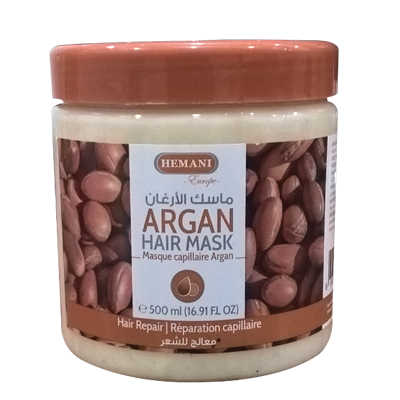 HEMANI
Europe
ماسك الأرغان
ARGAN
HAIR MASK
Masque capillaire Argan
℮ 500 ml (16.91 FL OZ)
Hair Repair | Réparation capillaire
معالج للشعر